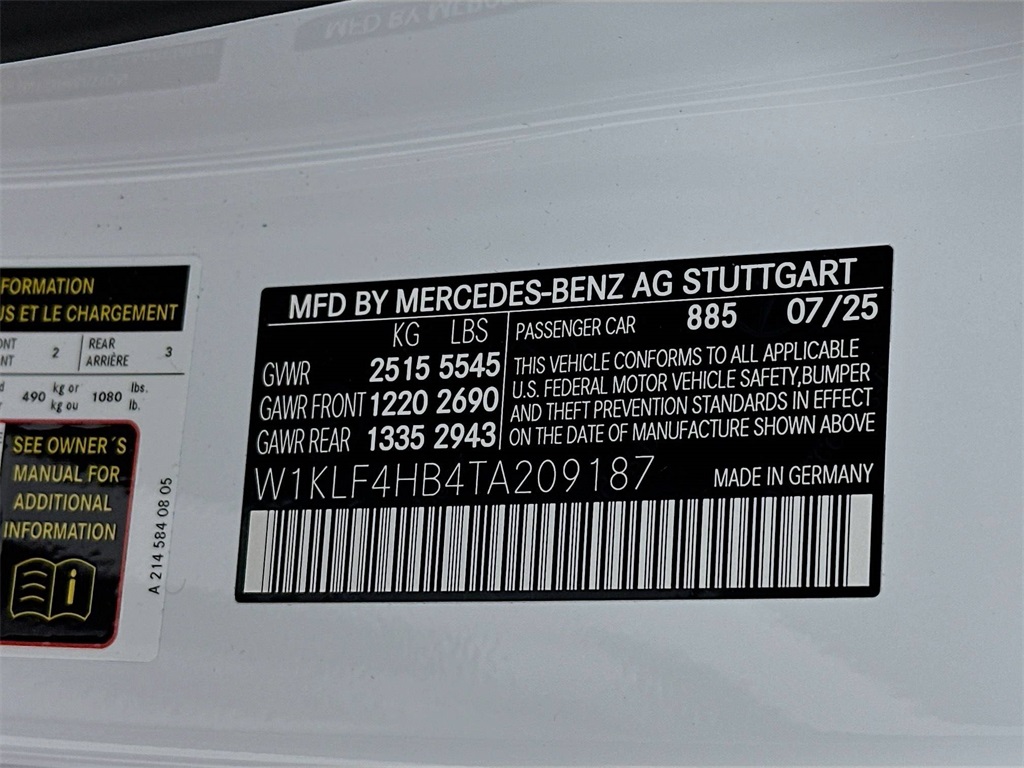 FORMATION
US ET LE CHARGEMENT
2
REAR
ARRIÈRE
3
490 kg or
kg ou
1080 lbs.
lb.
SEE OWNER´S
MANUAL FOR
ADDITIONAL
INFORMATION
A 214 584 08 05
MFD BY MERCEDES-BENZ AG STUTTGART
KG LBS
GVWR 2515 5545
GAWR FRONT 1220 2690
GAWR REAR 1335 2943
PASSENGER CAR 885 07/25
THIS VEHICLE CONFORMS TO ALL APPLICABLE
U.S. FEDERAL MOTOR VEHICLE SAFETY,BUMPER
AND THEFT PREVENTION STANDARDS IN EFFECT
ON THE DATE OF MANUFACTURE SHOWN ABOVE
W1KLF4HB4TA209187
MADE IN GERMANY